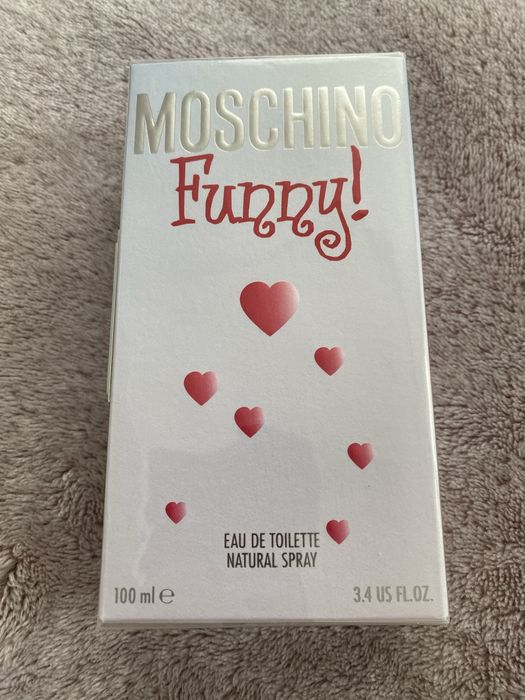 MOSCHINO
Funny!
EAU DE TOILETTE
NATURAL SPRAY
100 ml e
3.4 US FL.OZ.